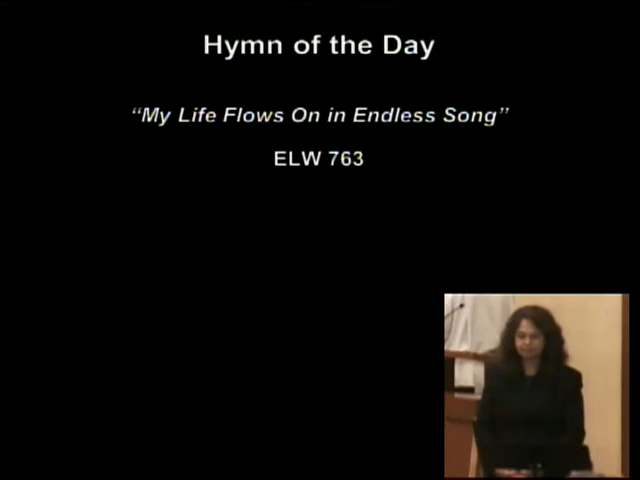 Hymn of the Day
“My Life Flows On in Endless Song”
ELW 763